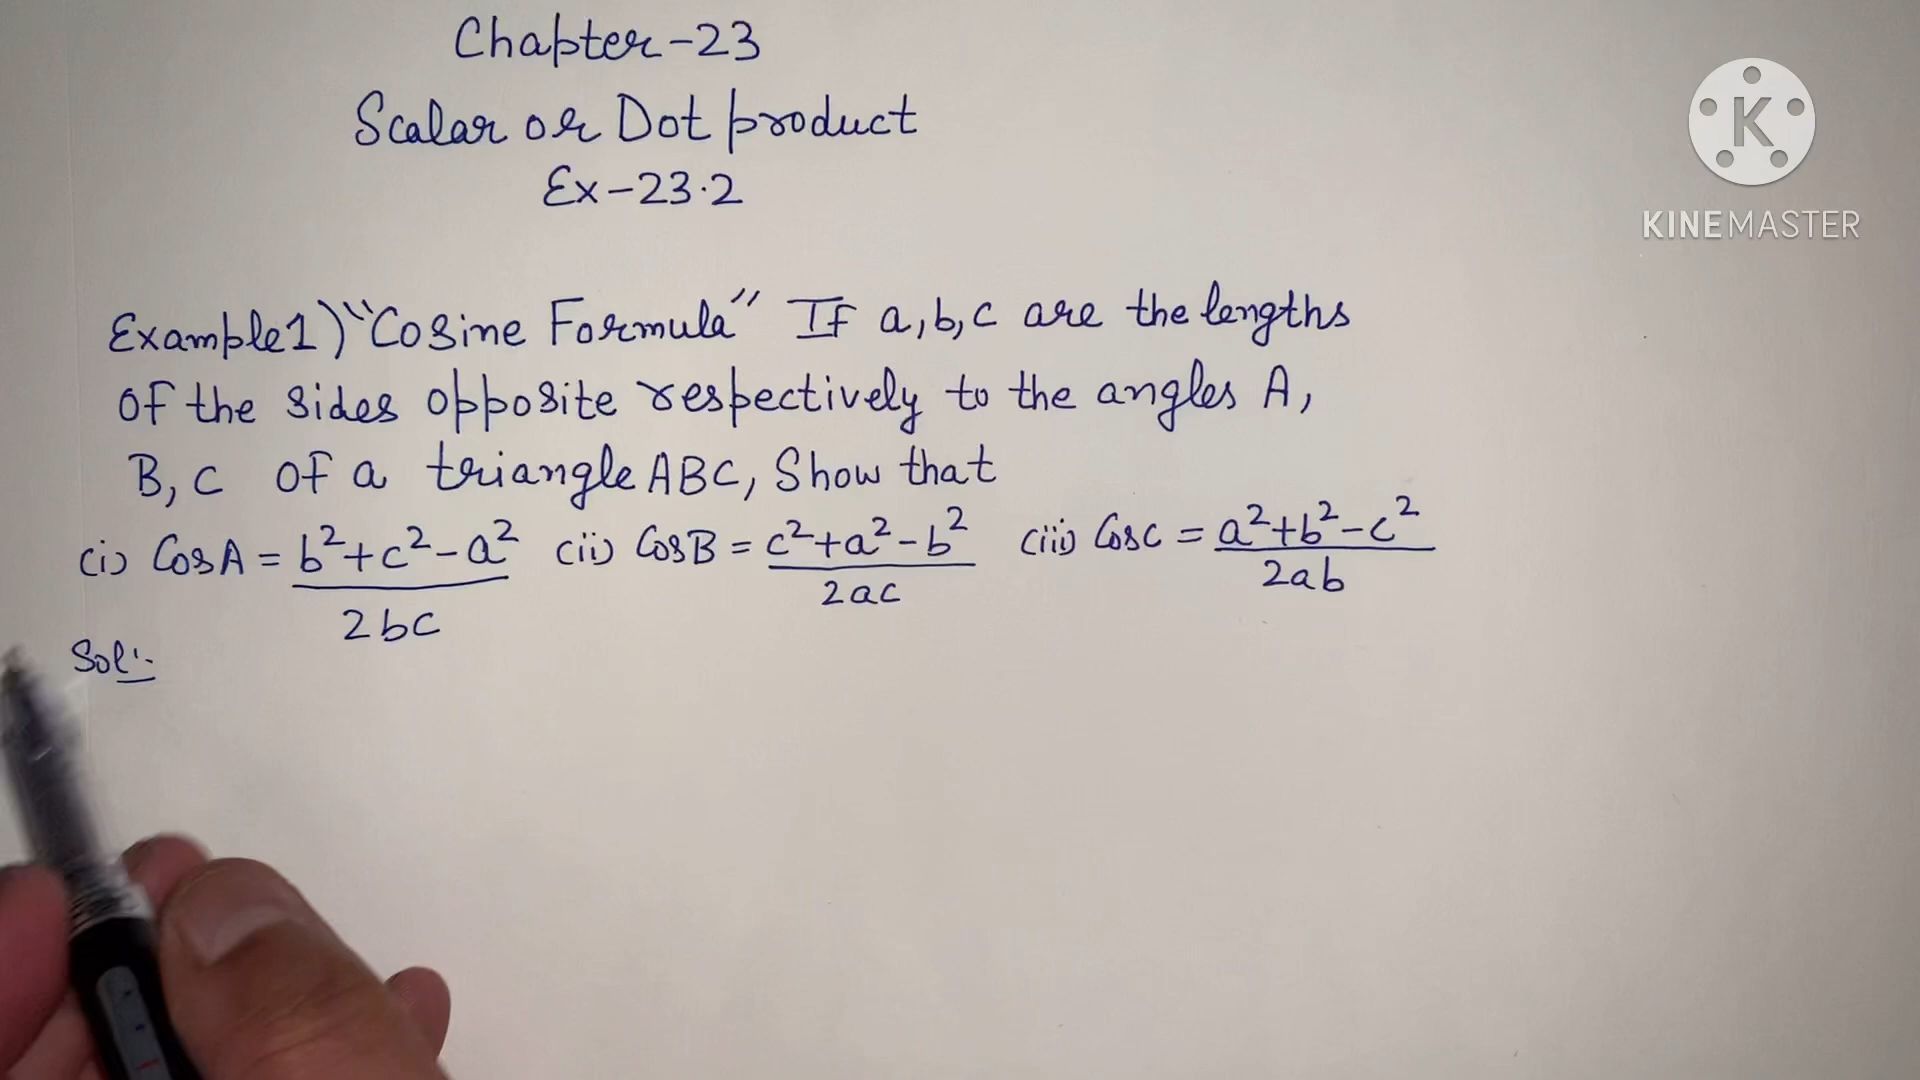 Chapter-23
Scalar or Dot product
Ex-23.2
K
KINEMASTER
Example1) "Cosine Formula" If a,b,c are the lengths
of the sides opposite respectively to the angles A,
B, C of a triangle ABC, Show that
(i) CosA = b²+c²-a² / 2bc (ii) CosB = c²+a²-b² / 2ac (iii) CosC = a²+b²-c² / 2ab
Sol:-